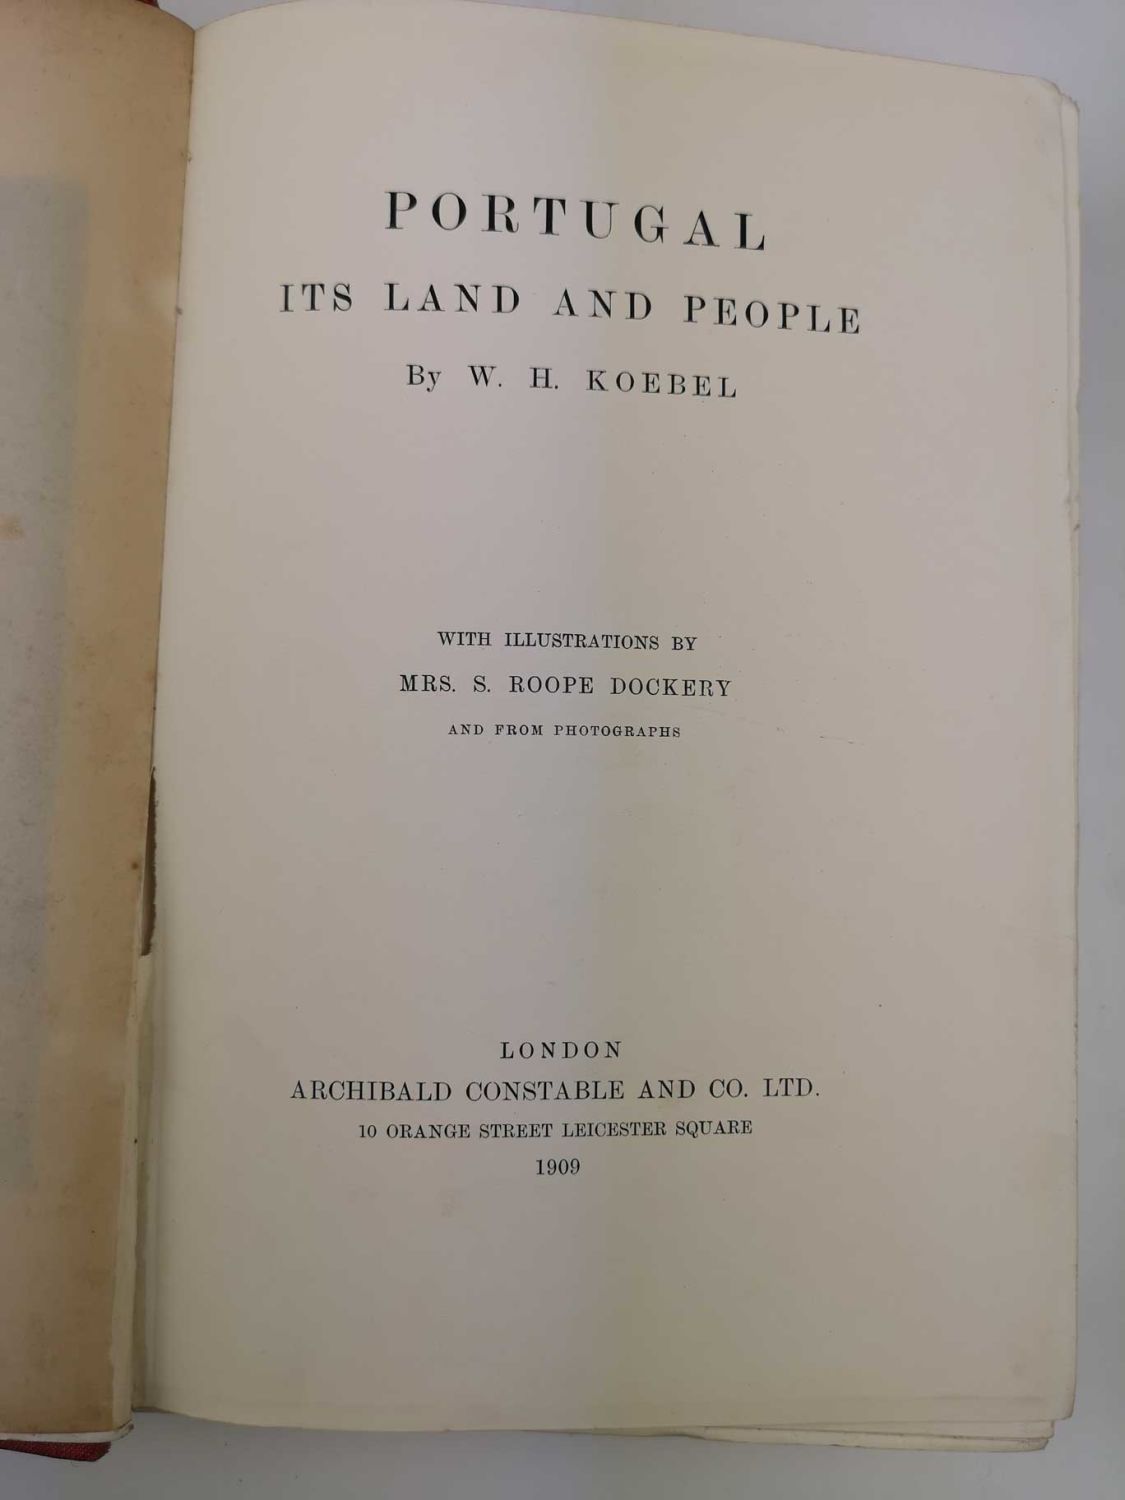 PORTUGAL
ITS LAND AND PEOPLE
By W. H. KOEBEL
WITH ILLUSTRATIONS BY
MRS. S. ROOPE DOCKERY
AND FROM PHOTOGRAPHS
LONDON
ARCHIBALD CONSTABLE AND CO. LTD.
10 ORANGE STREET LEICESTER SQUARE
1909